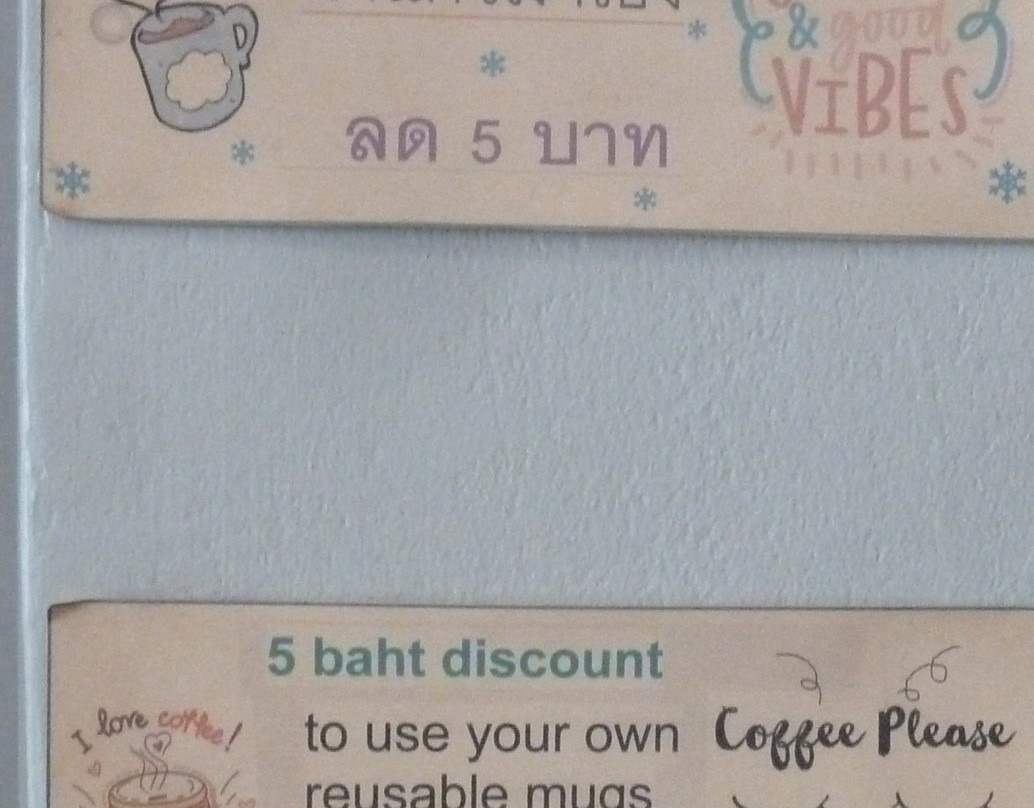 & good
VIBES
ลด 5 บาท
5 baht discount
I love coffee!
to use your own
reusable mugs
Coffee Please